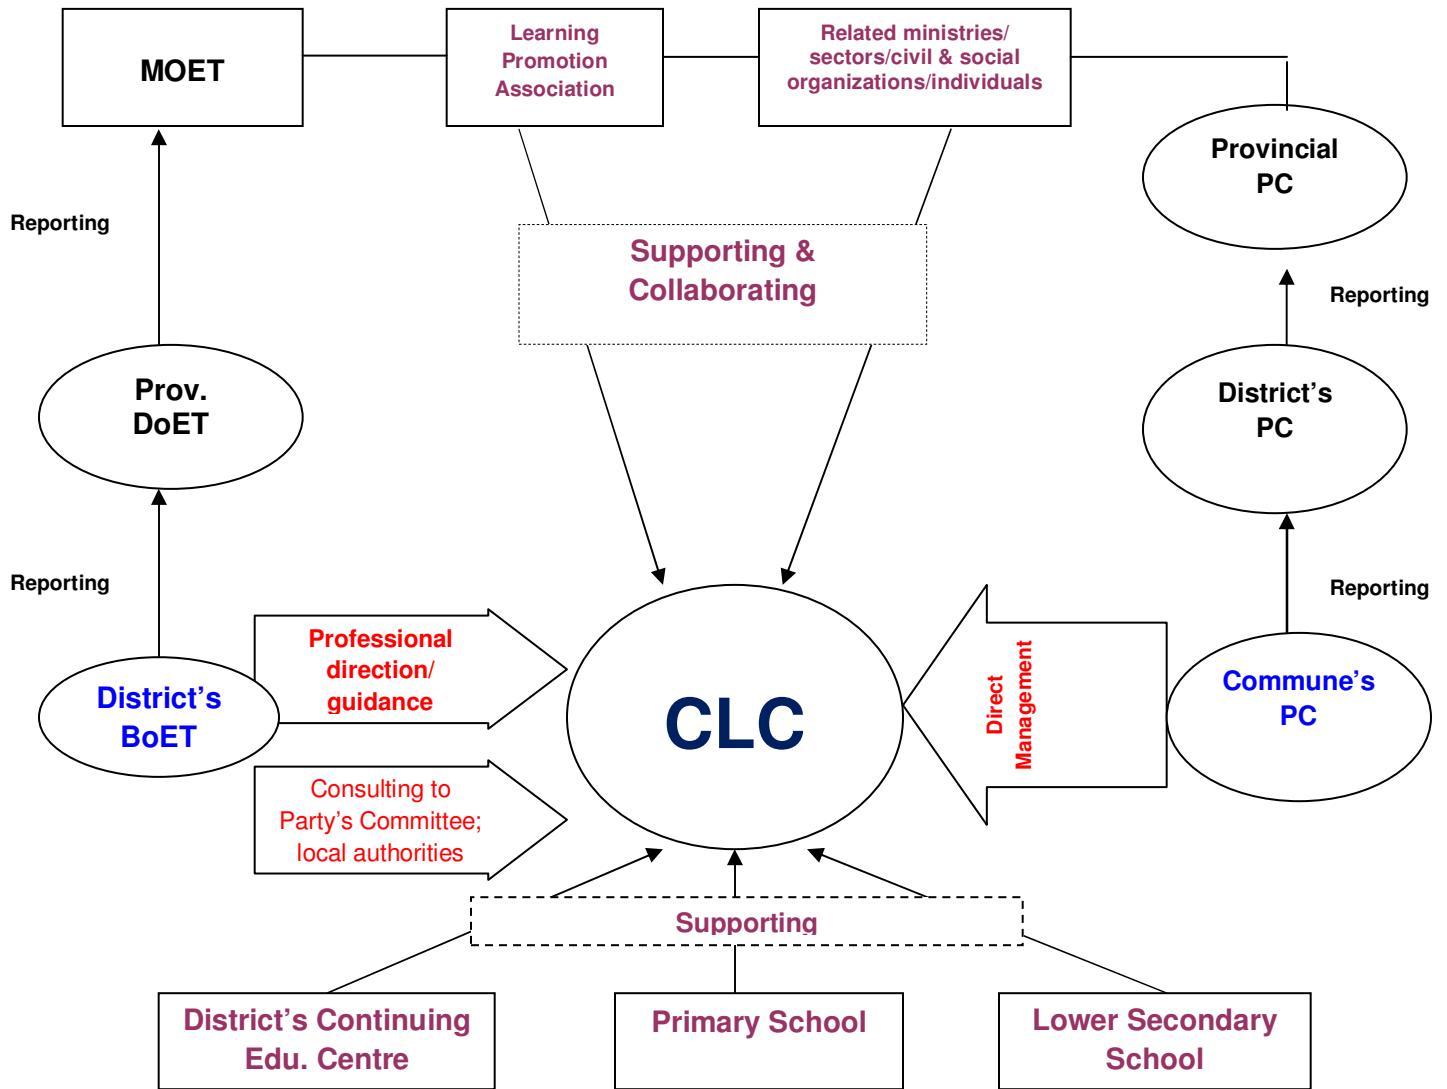 MOET
Learning
Promotion
Association
Related ministries/
sectors/civil & social
organizations/individuals
Provincial
PC
Reporting
Supporting &
Collaborating
Reporting
Prov.
DoET
District's
PC
Reporting
Reporting
Professional
direction/
guidance
District's
BoET
CLC
Direct
Management
Commune's
PC
Consulting to
Party's Committee;
local authorities
Supporting
District's Continuing
Edu. Centre
Primary School
Lower Secondary
School